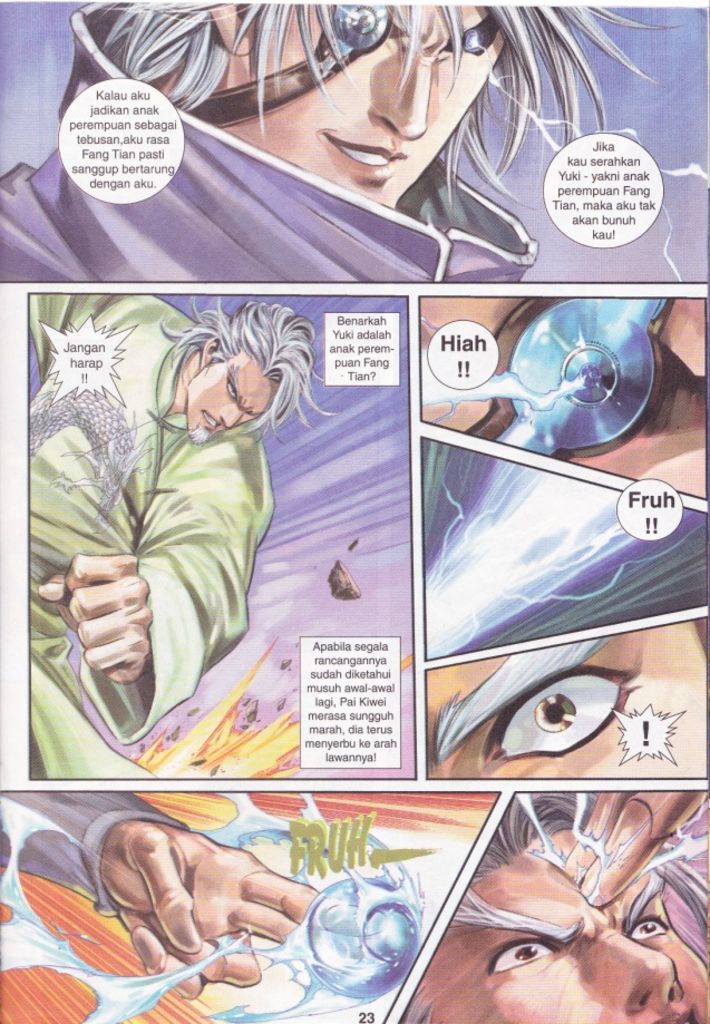 Kalau aku
jadikan anak
perempuan sebagai
tebusan,aku rasa
Fang Tian pasti
sanggup bertarung
dengan aku.
Jika
kau serahkan
Yuki - yakni anak
perempuan Fang
Tian, maka aku tak
akan bunuh
kau!
Jangan
harap
!!
Benarkah
Yuki adalah
anak perem-
puan Fang
Tian?
Hiah
!!
Fruh
!!
Apabila segala
rancangannya
sudah diketahui
musuh awal-awal
lagi, Pai Kiwei
merasa sungguh
marah, dia terus
menyerbu ke arah
lawannya!
!
FRUH
23